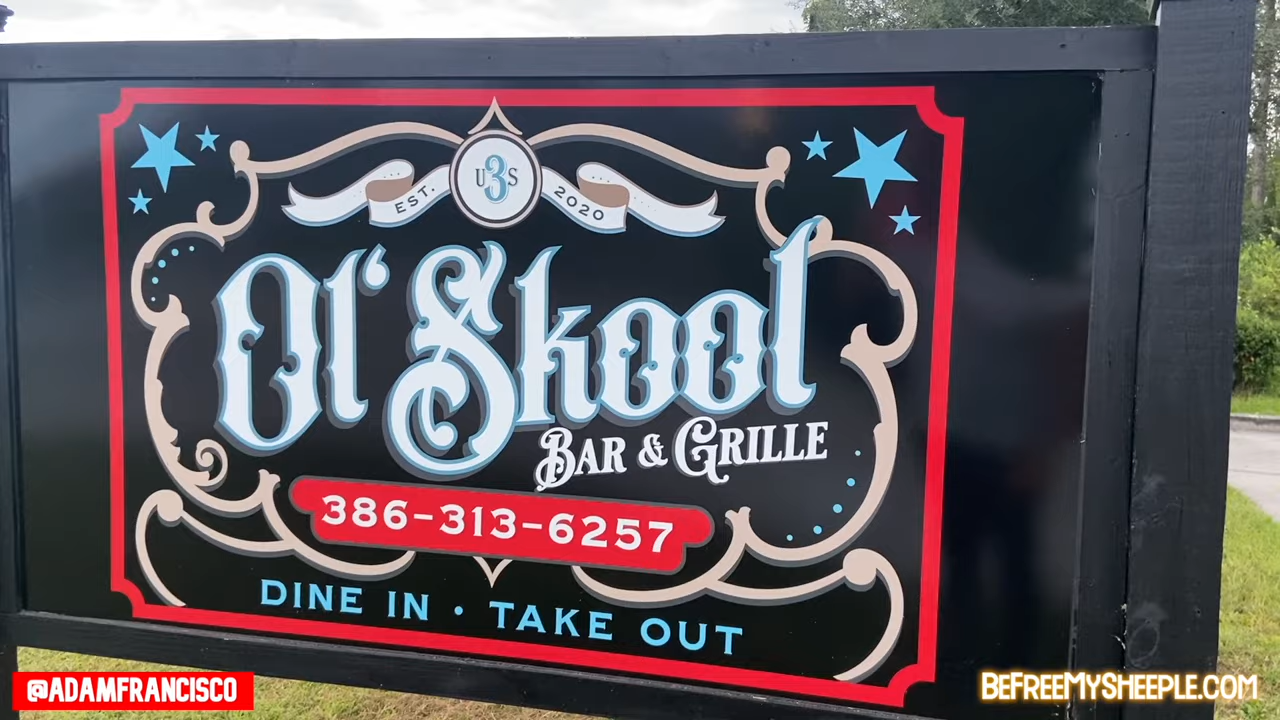 U3S
EST. 2020
Ol' Skool
BAR & GRILLE
386-313-6257
DINE IN • TAKE OUT
@ADAMFRANCISCO
BEFREEMYSHEEPLE.COM